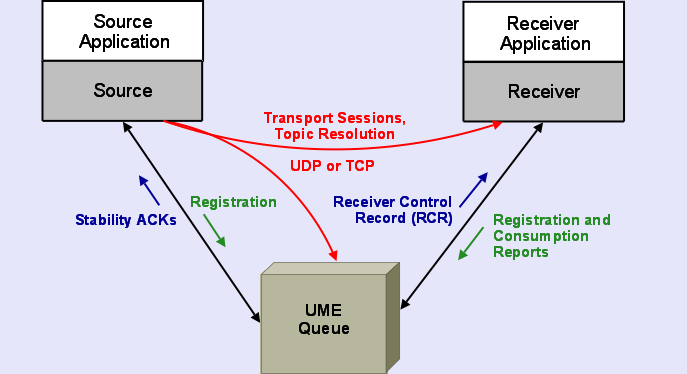 Source
Application
Source
Receiver
Application
Receiver
Transport Sessions,
Topic Resolution
UDP or TCP
Stability ACKs
Registration
Receiver Control
Record (RCR)
Registration and
Consumption
Reports
UME
Queue